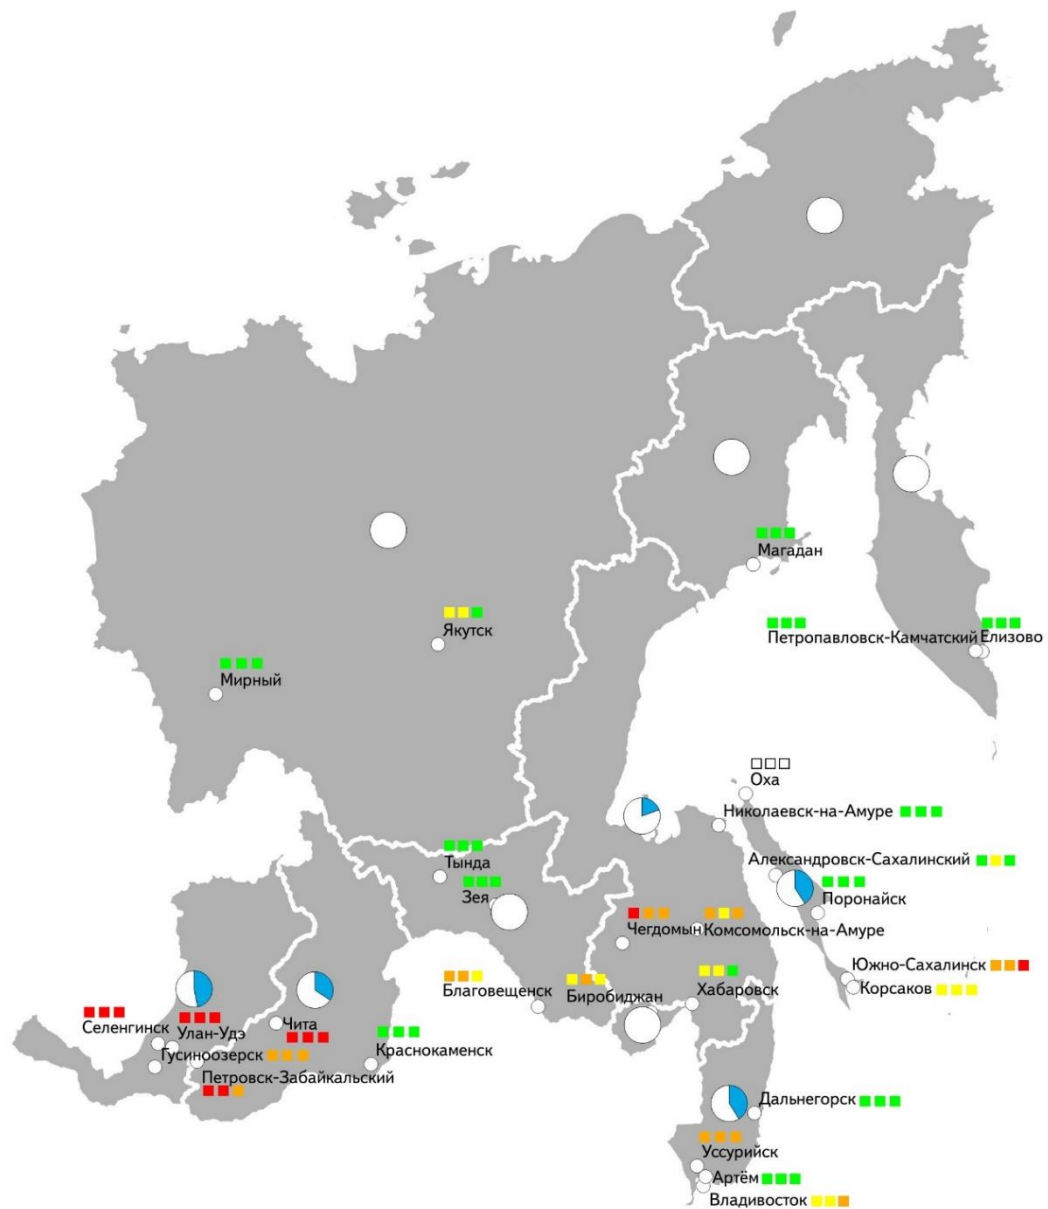 Магадан
Якутск
Петропавловск-Камчатский
Елизово
Мирный
Оха
Николаевск-на-Амуре
Тында
Александровск-Сахалинский
Зея
Поронайск
Чегдомын
Комсомольск-на-Амуре
Южно-Сахалинск
Благовещенск
Биробиджан
Хабаровск
Корсаков
Селенгинск
Улан-Удэ
Чита
Гусиноозерск
Краснокаменск
Петровск-Забайкальский
Дальнегорск
Уссурийск
Артём
Владивосток